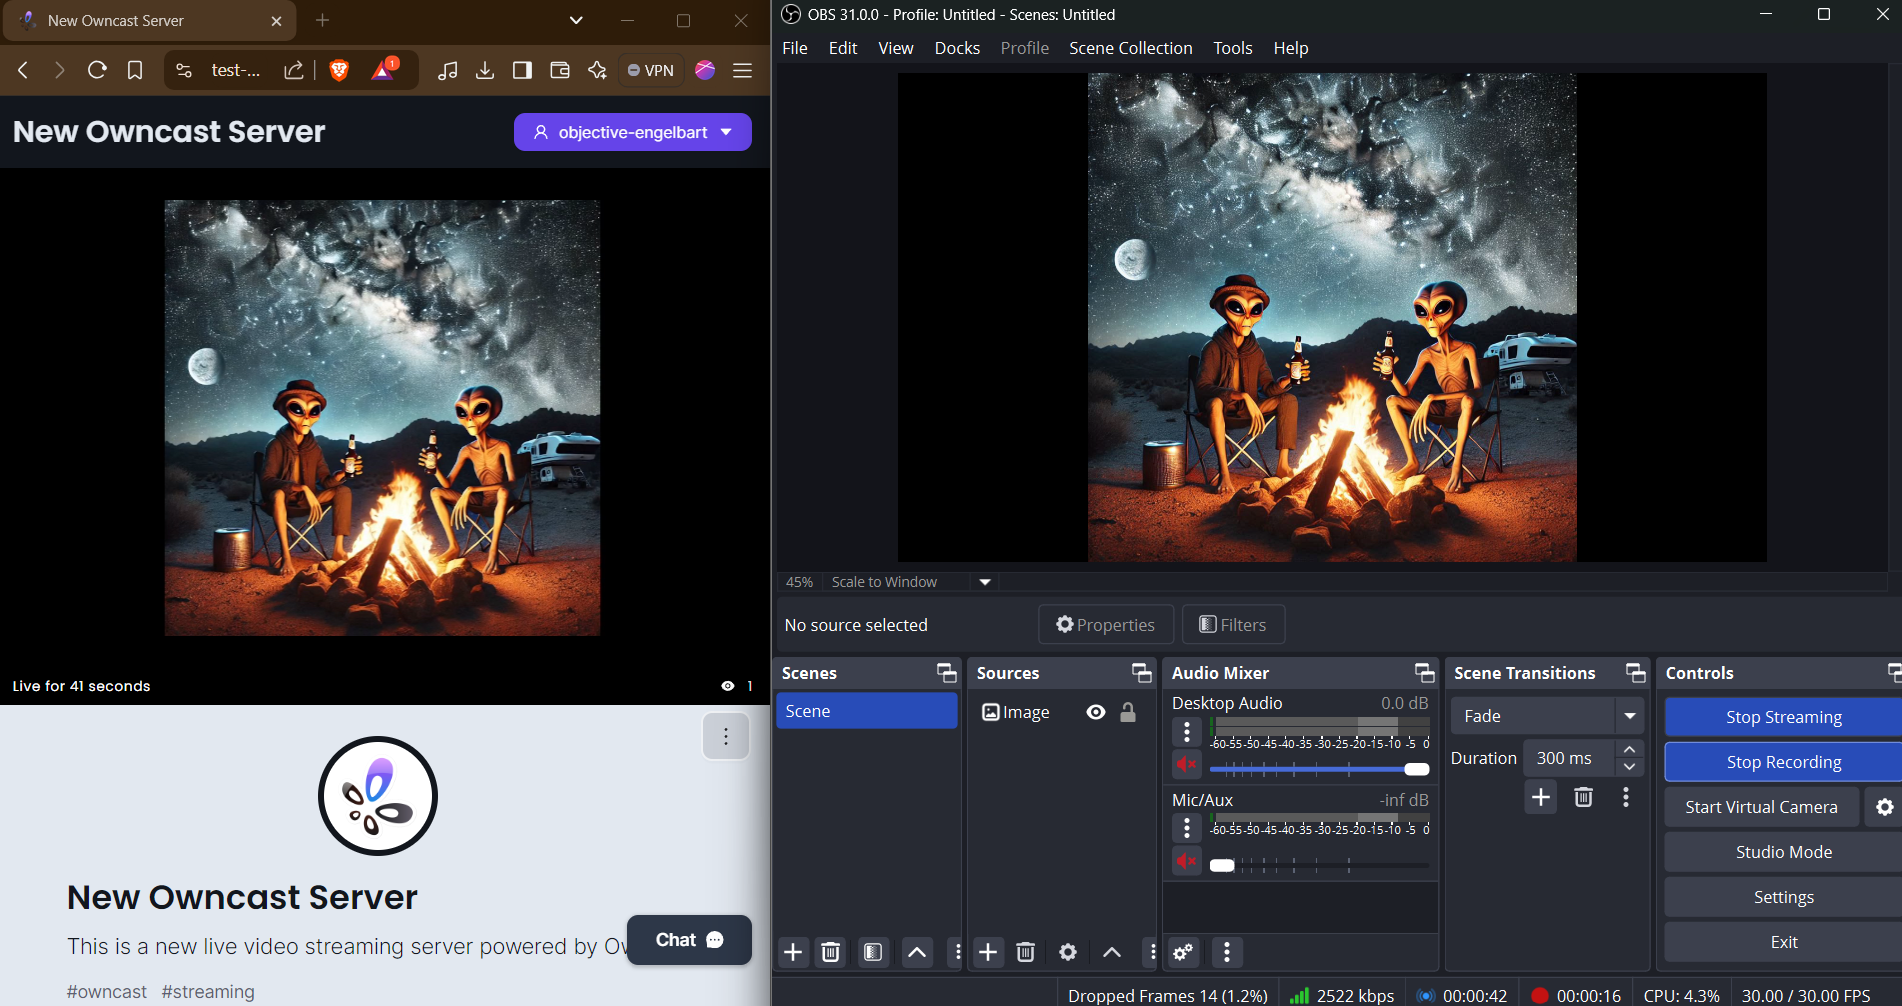 New Owncast Server
test-...
1
VPN
New Owncast Server
objective-engelbart
Live for 41 seconds
1
New Owncast Server
This is a new live video streaming server powered by Ow
Chat
#owncast #streaming
OBS 31.0.0 - Profile: Untitled - Scenes: Untitled
File Edit View Docks Profile Scene Collection Tools Help
45% Scale to Window
No source selected
Properties
Filters
Scenes
Scene
Sources
Image
Audio Mixer
Desktop Audio 0.0 dB
-60-55-50-45-40-35-30-25-20-15-10 -5 0
Mic/Aux -inf dB
-60-55-50-45-40-35-30-25-20-15-10 -5 0
Scene Transitions
Fade
Duration 300 ms
Controls
Stop Streaming
Stop Recording
Start Virtual Camera
Studio Mode
Settings
Exit
Dropped Frames 14 (1.2%) 2522 kbps 00:00:42 00:00:16 CPU: 4.3% 30.00 / 30.00 FPS